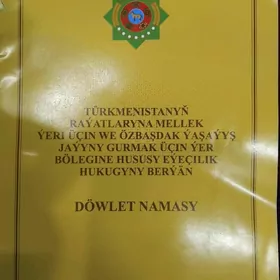 TÜRKMENISTANYŇ
RAÝATLARYNA MELLEK
ÝERI ÜÇIN WE ÖZBAŞDAK ÝAŞAÝYŞ
JAÝYNY GURMAK ÜÇIN ÝER
BÖLEGINE HUSUSY EÝEÇILIK
HUKUGYNY BERÝÄN
DÖWLET NAMASY